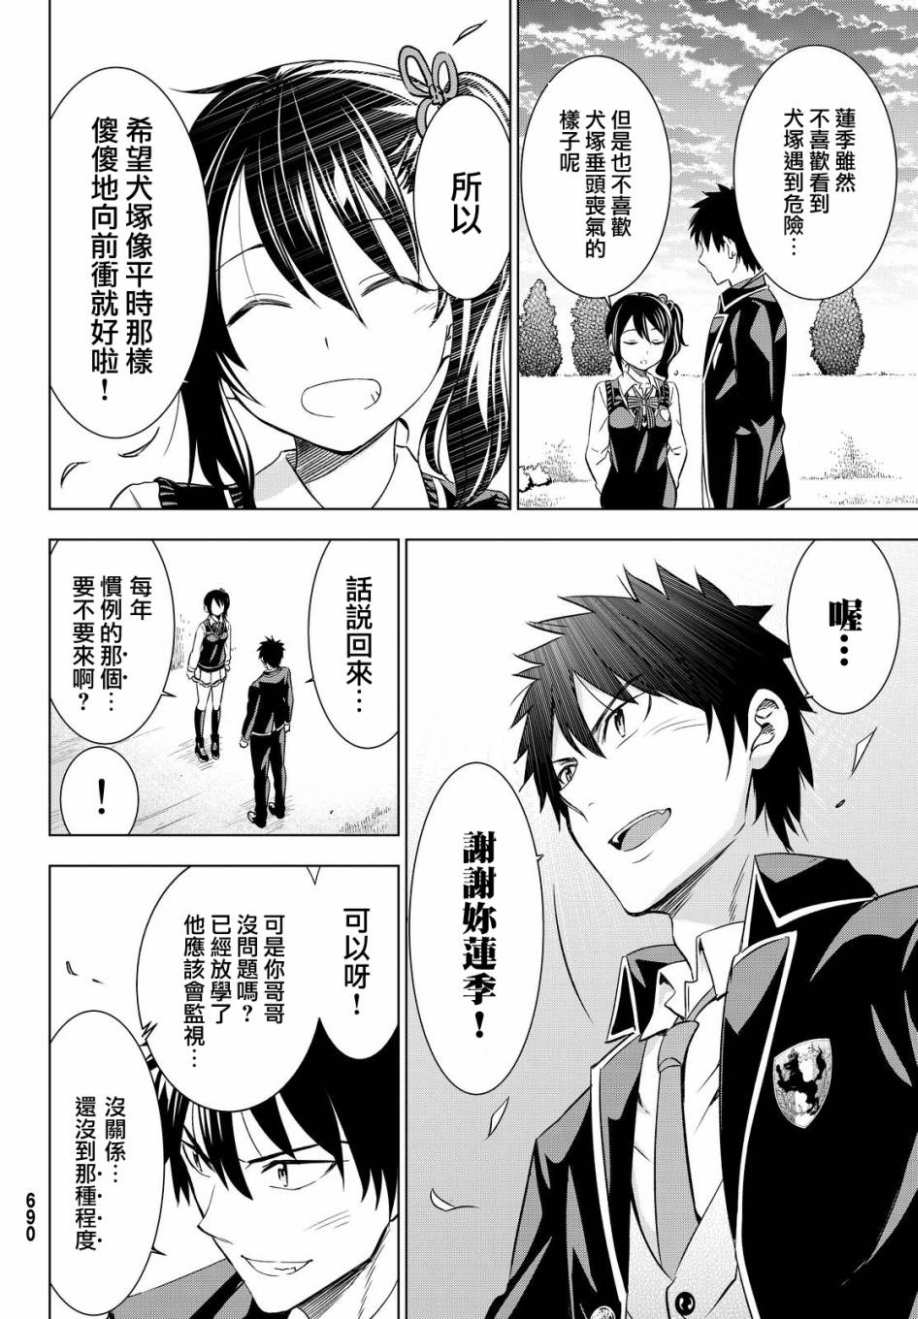 蓮季雖然
不喜歡看到
犬塚遇到危險…
但是也不喜歡
犬塚垂頭喪氣的
樣子呢
所以
希望犬塚像平時那樣
傻傻地向前衝就好啦！
喔…
謝謝妳蓮季！
話説回來…
每年
慣例的那個…
要不要來啊？
！
可以呀！
可是你哥哥
沒問題嗎？
已經放學了
他應該會監視…
沒關係…
還沒到那種程度
690